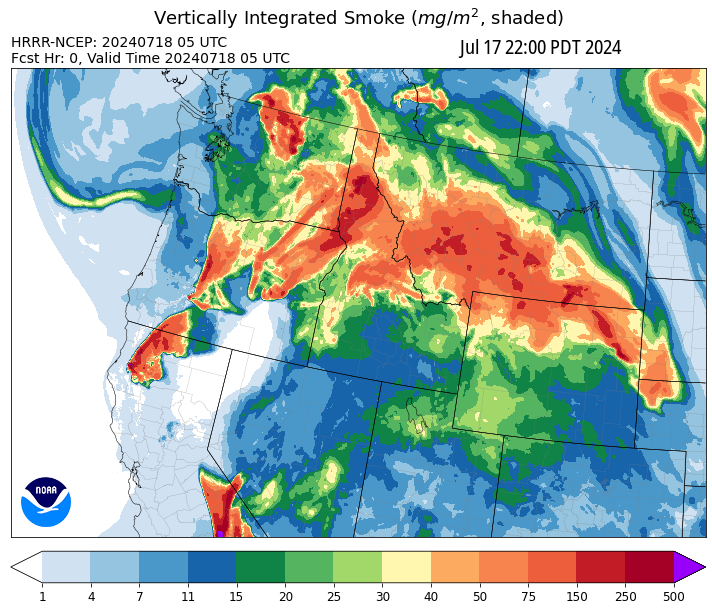 Vertically Integrated Smoke (mg/m², shaded)
HRRR-NCEP: 20240718 05 UTC
Jul 17 22:00 PDT 2024
Fcst Hr: 0, Valid Time 20240718 05 UTC
NOAA
1 4 7 11 15 20 25 30 40 50 75 150 250 500